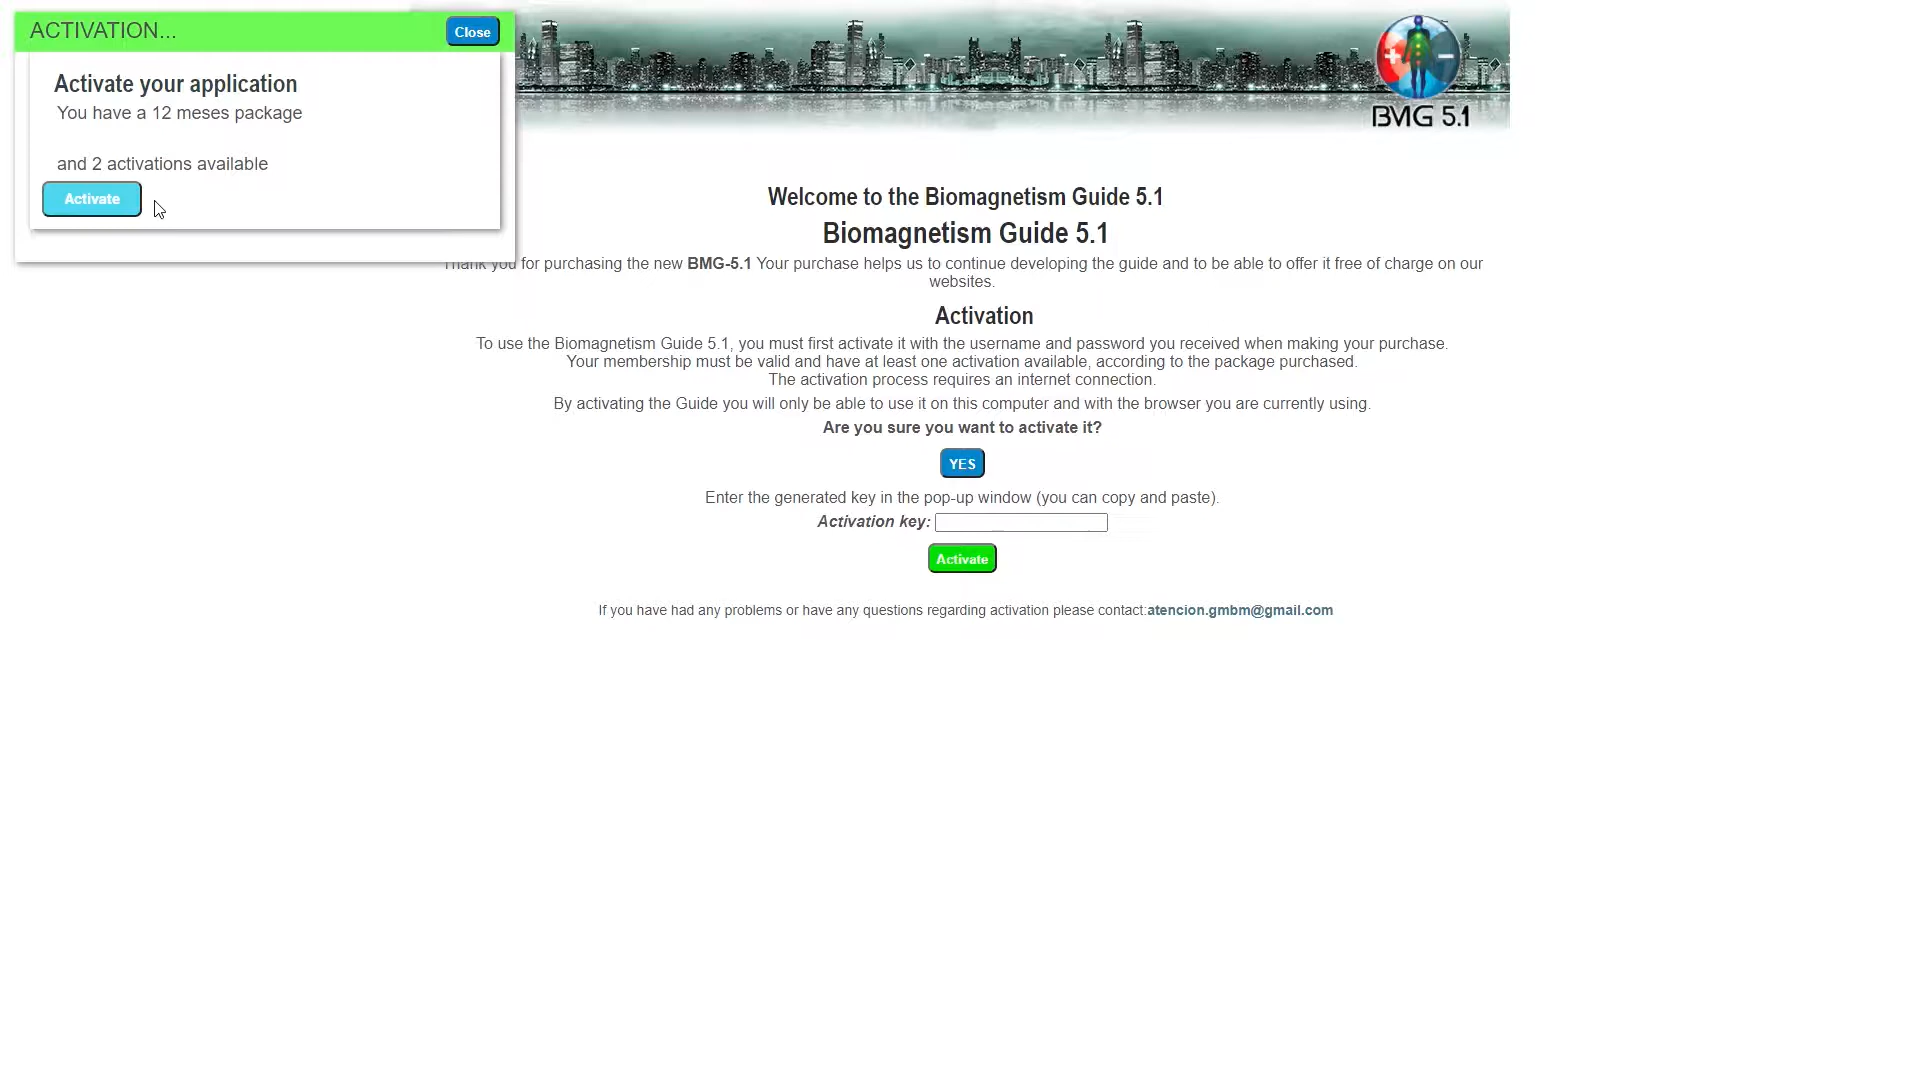 ACTIVATION...
Close
Activate your application
You have a 12 meses package
and 2 activations available
Activate
BMG 5.1
Welcome to the Biomagnetism Guide 5.1
Biomagnetism Guide 5.1
Thank you for purchasing the new BMG-5.1 Your purchase helps us to continue developing the guide and to be able to offer it free of charge on our
websites.
Activation
To use the Biomagnetism Guide 5.1, you must first activate it with the username and password you received when making your purchase.
Your membership must be valid and have at least one activation available, according to the package purchased.
The activation process requires an internet connection.
By activating the Guide you will only be able to use it on this computer and with the browser you are currently using.
Are you sure you want to activate it?
YES
Enter the generated key in the pop-up window (you can copy and paste).
Activation key:
Activate
If you have had any problems or have any questions regarding activation please contact:atencion.gmbm@gmail.com